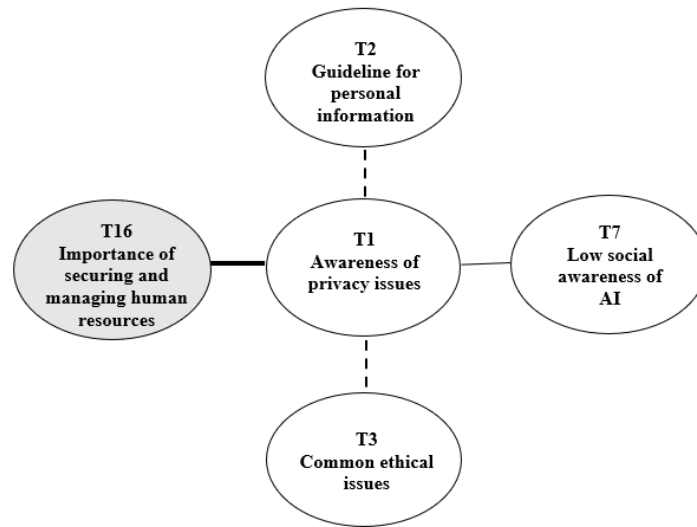 T2
Guideline for
personal
information
T16
Importance of
securing and
managing human
resources
T1
Awareness of
privacy issues
T7
Low social
awareness of
AI
T3
Common ethical
issues